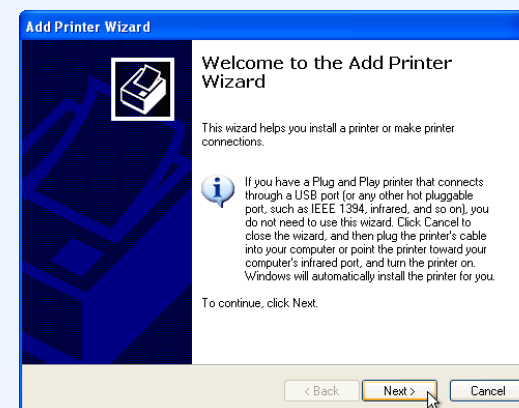 Add Printer Wizard
Welcome to the Add Printer
Wizard
This wizard helps you install a printer or make printer
connections.
If you have a Plug and Play printer that connects
through a USB port (or any other hot pluggable
port, such as IEEE 1394, infrared, and so on), you
do not need to use this wizard. Click Cancel to
close the wizard, and then plug the printer's cable
into your computer or point the printer toward your
computer's infrared port, and turn the printer on.
Windows will automatically install the printer for you.
To continue, click Next.
< Back Next > Cancel